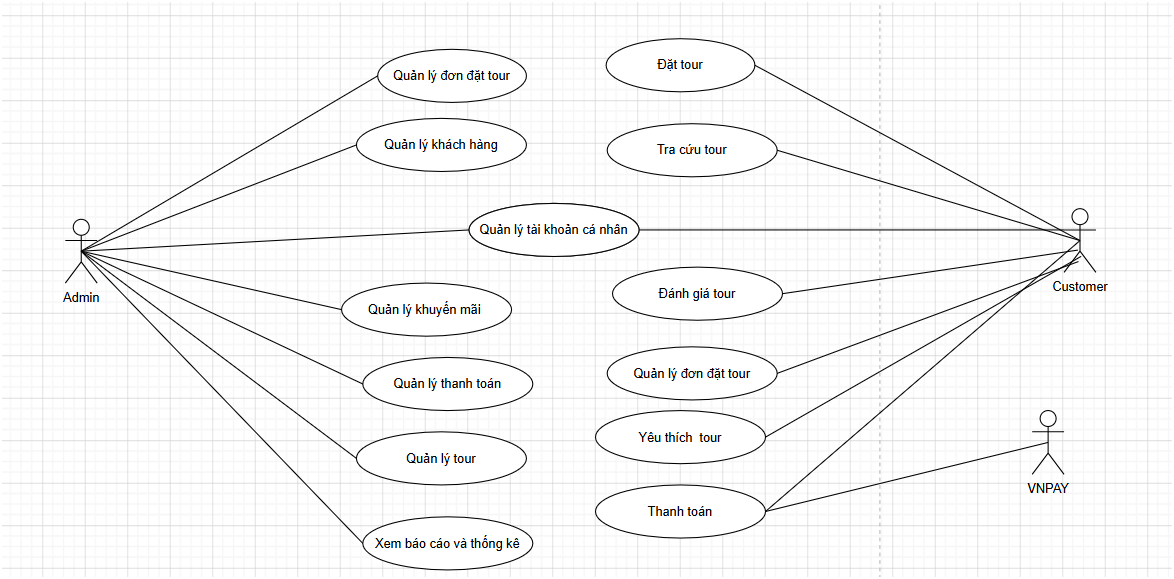 Quản lý đơn đặt tour
Đặt tour
Quản lý khách hàng
Tra cứu tour
Quản lý tài khoản cá nhân
Admin
Customer
Đánh giá tour
Quản lý khuyến mãi
Quản lý đơn đặt tour
Quản lý thanh toán
Yêu thích tour
Quản lý tour
VNPAY
Thanh toán
Xem báo cáo và thống kê